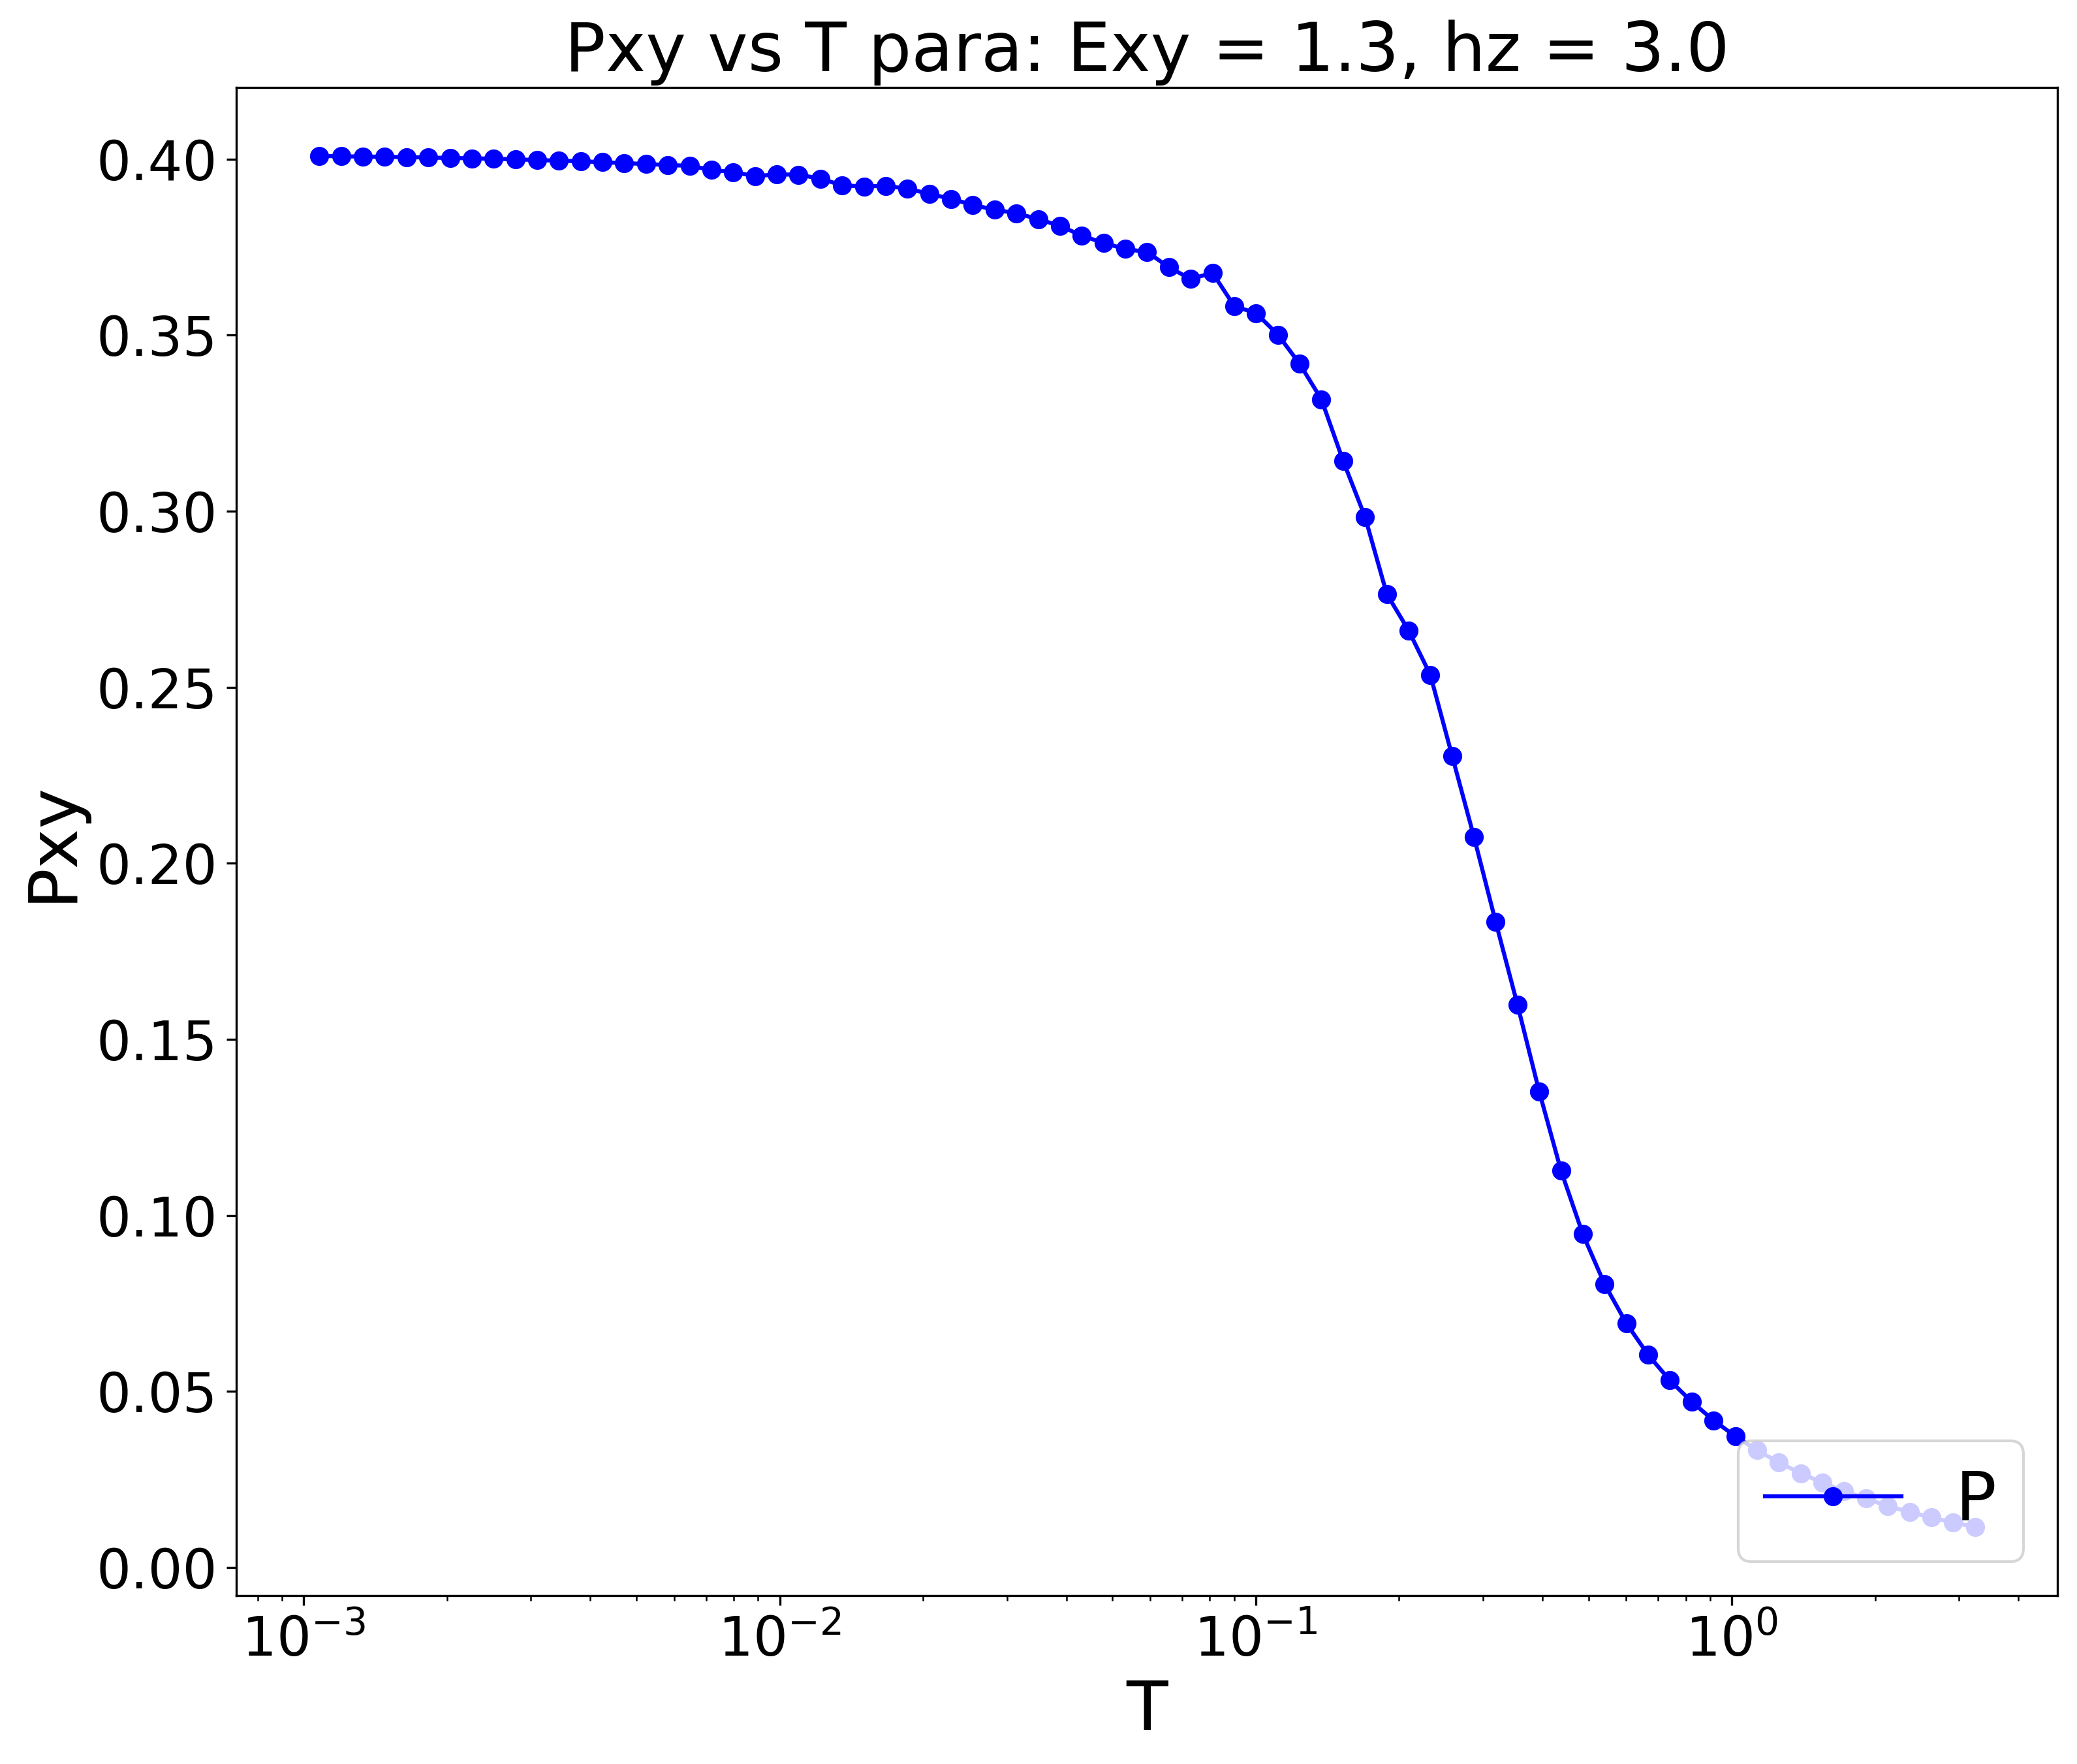 Pxy vs T para: Exy = 1.3, hz = 3.0
0.40
0.35
0.30
0.25
0.20
0.15
0.10
0.05
0.00
Pxy
P
10⁻³ 10⁻² 10⁻¹ 10⁰
T